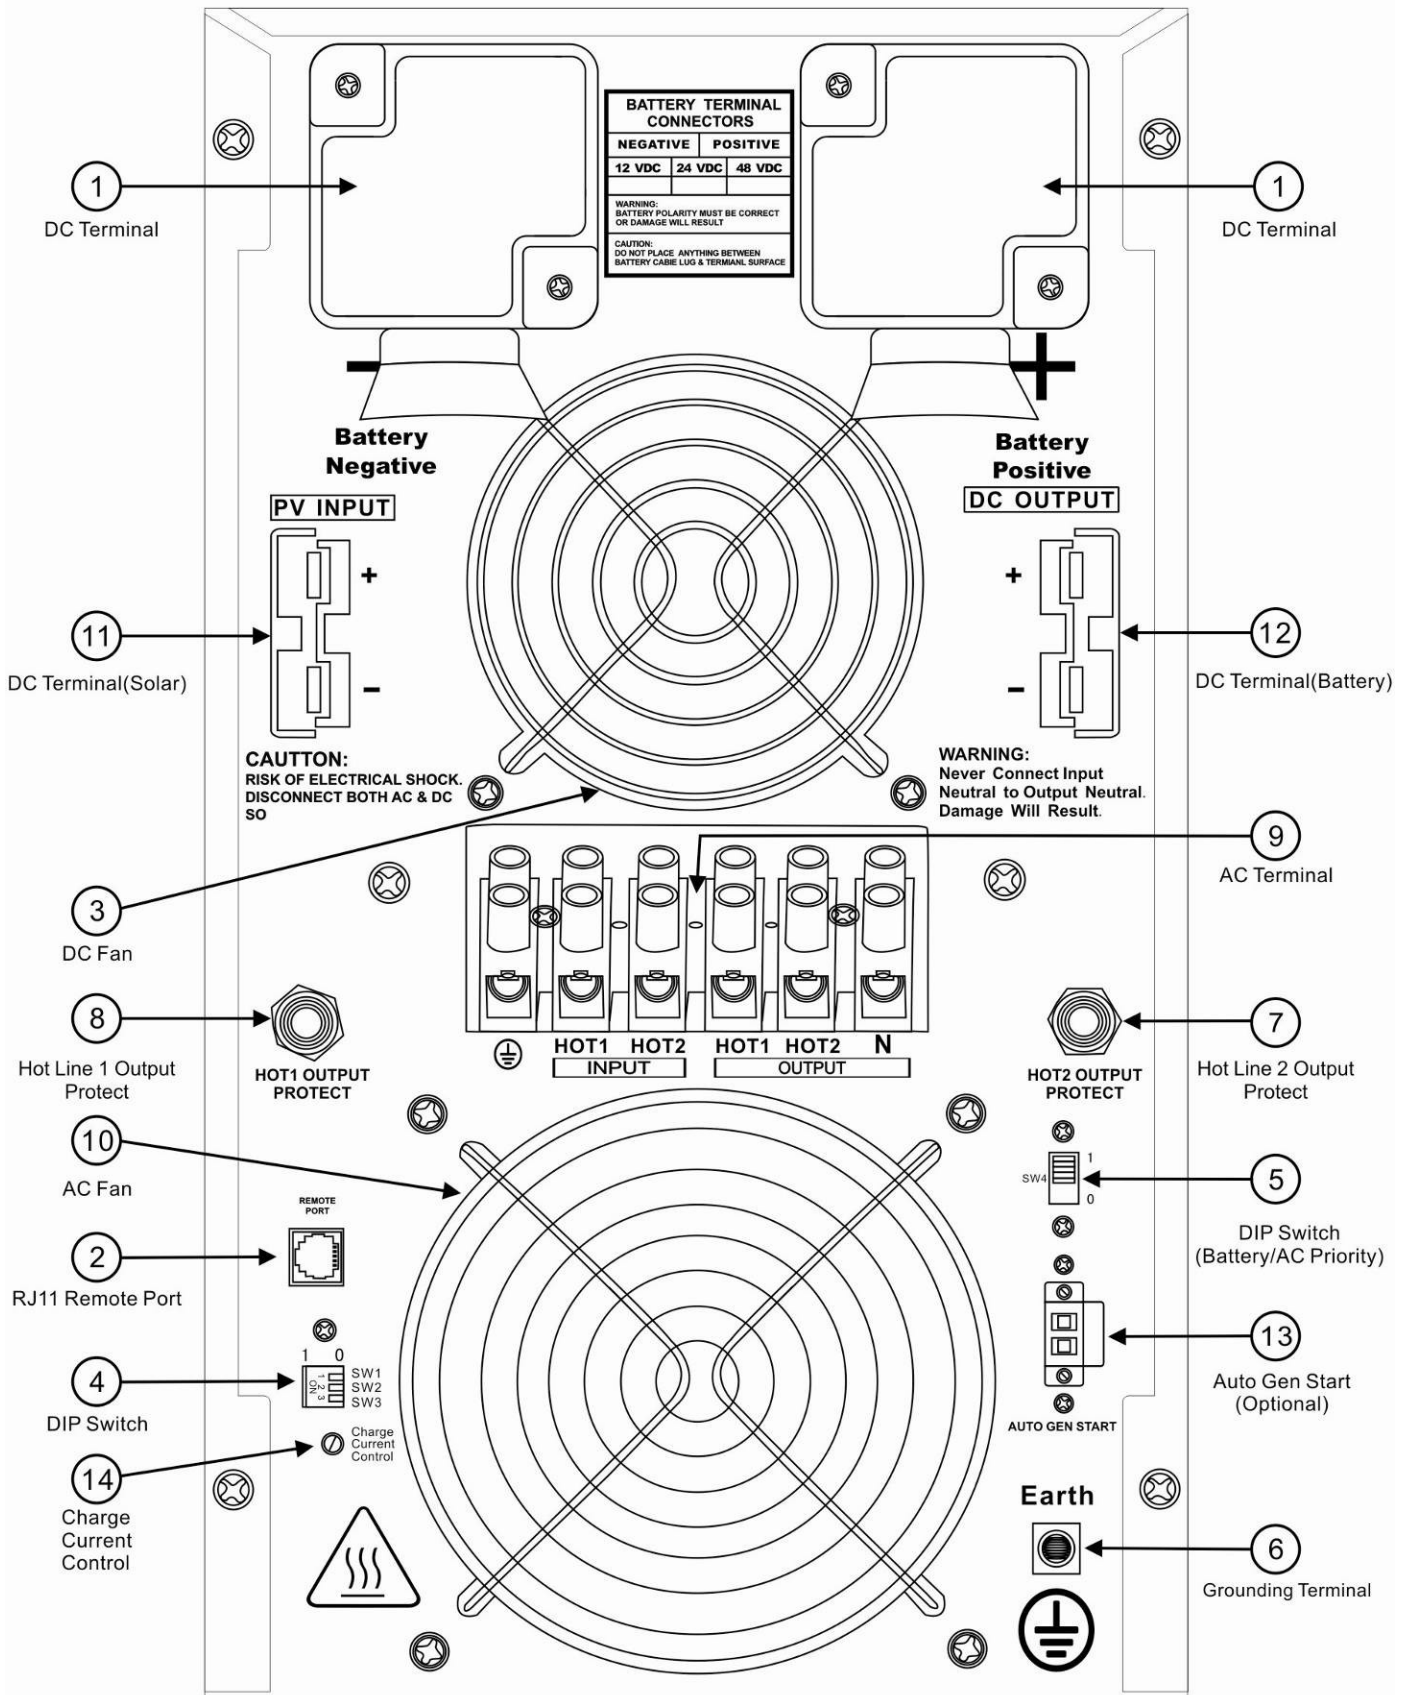 BATTERY TERMINAL
CONNECTORS
NEGATIVE POSITIVE
12 VDC 24 VDC 48 VDC
WARNING:
BATTERY POLARITY MUST BE CORRECT
OR DAMAGE WILL RESULT
CAUTION:
DO NOT PLACE ANYTHING BETWEEN
BATTERY CABIE LUG & TERMIANL SURFACE
1
DC Terminal
1
DC Terminal
−
+
Battery
Negative
Battery
Positive
PV INPUT
DC OUTPUT
+
−
+
−
11
DC Terminal(Solar)
12
DC Terminal(Battery)
CAUTTON:
RISK OF ELECTRICAL SHOCK.
DISCONNECT BOTH AC & DC
SO
WARNING:
Never Connect Input
Neutral to Output Neutral.
Damage Will Result.
9
AC Terminal
3
DC Fan
8
Hot Line 1 Output
Protect
HOT1 OUTPUT
PROTECT
HOT1 HOT2 HOT1 HOT2 N
INPUT OUTPUT
HOT2 OUTPUT
PROTECT
7
Hot Line 2 Output
Protect
10
AC Fan
REMOTE
PORT
2
RJ11 Remote Port
SW4
1
0
5
DIP Switch
(Battery/AC Priority)
1 0
1 2 3
ON
SW1
SW2
SW3
4
DIP Switch
Charge
Current
Control
14
Charge
Current
Control
13
Auto Gen Start
(Optional)
AUTO GEN START
Earth
6
Grounding Terminal